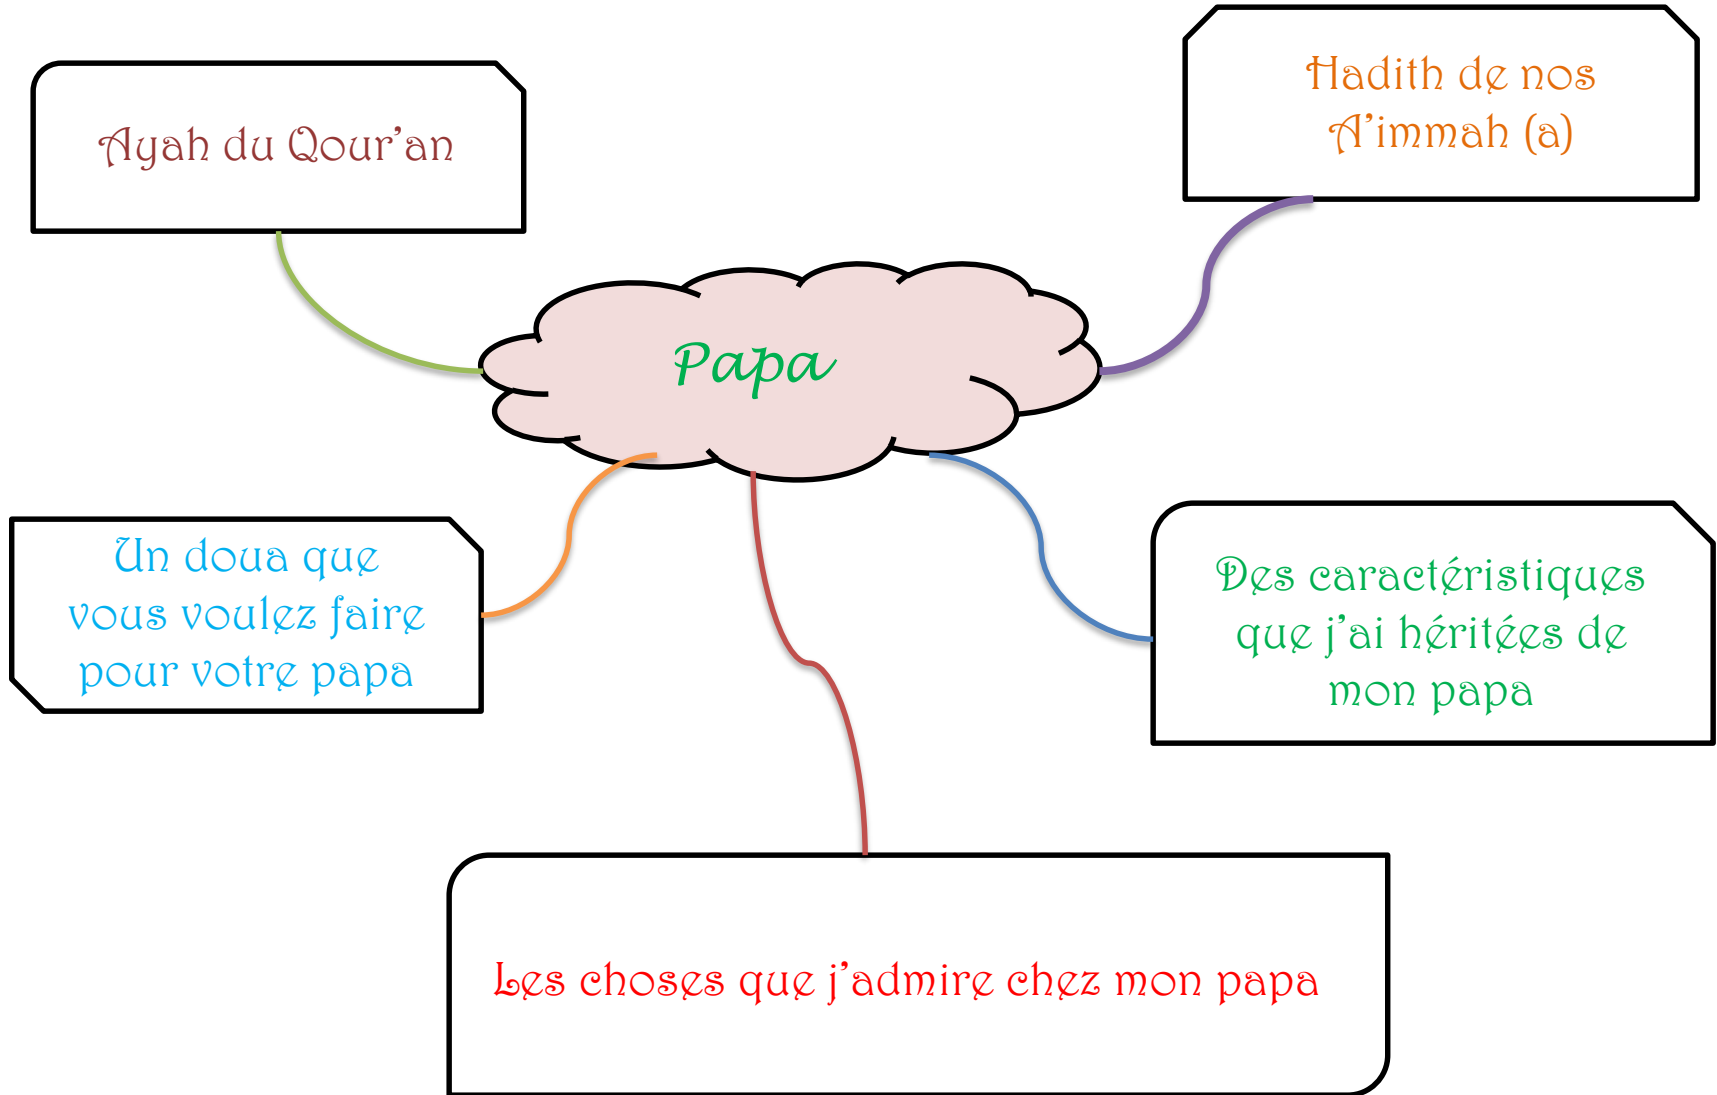 Ayah du Qour'an
Hadith de nos
A'immah (a)
Papa
Un doua que
vous voulez faire
pour votre papa
Des caractéristiques
que j'ai héritées de
mon papa
Les choses que j'admire chez mon papa